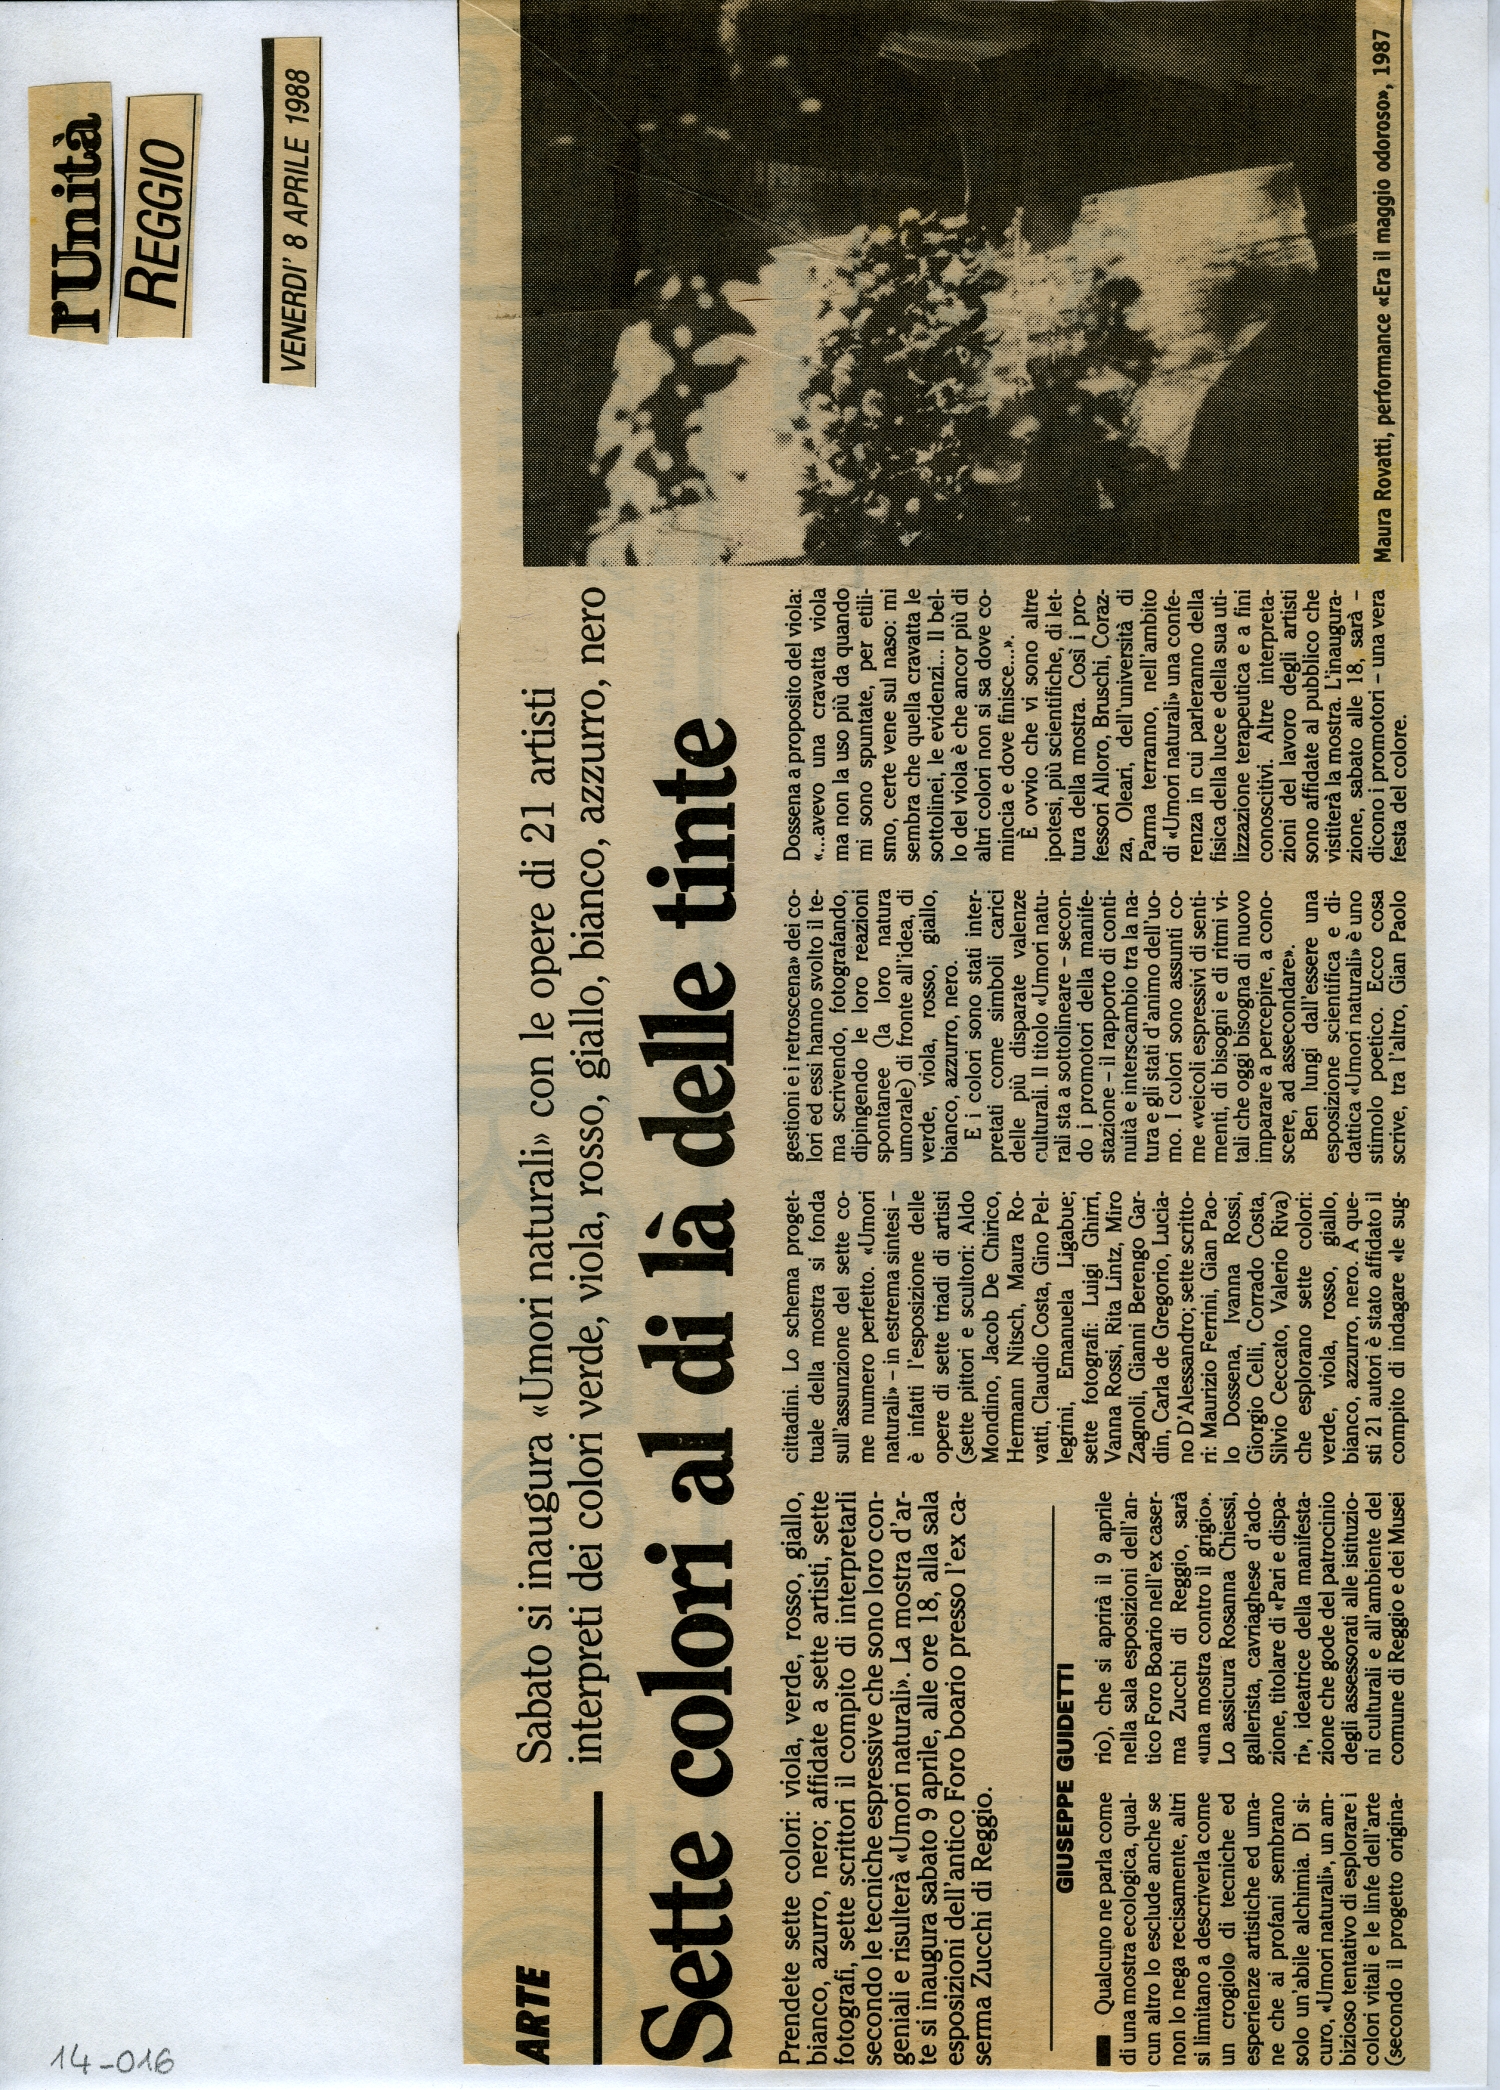 14-016
l'Unità
REGGIO
VENERDI' 8 APRILE 1988
ARTE
Sabato si inaugura «Umori naturali» con le opere di 21 artisti
interpreti dei colori verde, viola, rosso, giallo, bianco, azzurro, nero
Sette colori al di là delle tinte
Prendete sette colori: viola, verde, rosso, giallo,
bianco, azurro, nero; affidate a sette artisti, sette
fotografi, sette scrittori il compito di interpretarli
secondo le tecniche espressive che sono loro con-
geniali e risulterà «Umori naturali». La mostra d'ar-
te si inaugura sabato 9 aprile, alle ore 18, alla sala
esposizioni dell'antico Foro boario presso l'ex ca-
serma Zucchi di Reggio.
GIUSEPPE GUIDETTI
Qualcuno ne parla come
di una mostra ecologica, qual-
cun altro lo esclude anche se
non lo nega recisamente, altri
si limitano a descriverla come
un crogiolo di tecniche ed
esperienze artistiche ed uma-
ne che ai profani sembrano
solo un'abile alchimia. Di si-
curo, «Umori naturali», un am-
bizioso tentativo di esplorare i
colori vitali e le linfe dell'arte
(secondo il progetto origina-
rio), che si aprirà il 9 aprile
nella sala esposizioni dell'an-
tico Foro Boario nell'ex caser-
ma Zucchi di Reggio, sarà
«una mostra contro il grigio».
Lo assicura Rosanna Chiessi,
gallerista, cavriaghese d'ado-
zione, titolare di «Pari e dispa-
ri», ideatrice della manifesta-
zione che gode del patrocinio
degli assessorati alle istituzio-
ni culturali e all'ambiente del
comune di Reggio e dei Musei
cittadini. Lo schema proget-
tuale della mostra si fonda
sull'assunzione del sette co-
me numero perfetto. «Umori
naturali» – in estrema sintesi –
è infatti l'esposizione delle
opere di sette triadi di artisti
(sette pittori e scultori: Aldo
Mondino, Jacob De Chirico,
Hermann Nitsch, Maura Ro-
vatti, Claudio Costa, Gino Pel-
legrini, Emanuela Ligabue;
sette fotografi: Luigi Ghirri,
Vanna Rossi, Rita Lintz, Miro
Zagnoli, Gianni Berengo Gar-
din, Carla de Gregorio, Lucia-
no D'Alessandro; sette scritto-
ri: Maurizio Ferrini, Gian Pao-
lo Dossena, Ivanna Rossi,
Giorgio Celli, Corrado Costa,
Silvio Ceccato, Valerio Riva)
che esplorano sette colori:
verde, viola, rosso, giallo,
bianco, azzurro, nero. A que-
sti 21 autori è stato affidato il
compito di indagare «le sug-
gestioni e i retroscena» dei co-
lori ed essi hanno svolto il te-
ma scrivendo, fotografando,
dipingendo le loro reazioni
spontanee (la loro natura
umorale) di fronte all'idea, di
verde, viola, rosso, giallo,
bianco, azzurro, nero.
E i colori sono stati inter-
pretati come simboli carici
delle più disparate valenze
culturali. Il titolo «Umori natu-
rali sta a sottolineare – secon-
do i promotori della manife-
stazione – il rapporto di conti-
nuità e interscambio tra la na-
tura e gli stati d'animo dell'uo-
mo. I colori sono assunti co-
me «veicoli espressivi di senti-
menti, di bisogni e di ritmi vi-
tali che oggi bisogna di nuovo
imparare a percepire, a cono-
scere, ad assecondare».
Ben lungi dall'essere una
esposizione scientifica e di-
dattica «Umori naturali» è uno
stimolo poetico. Ecco cosa
scrive, tra l'altro, Gian Paolo
Dossena a proposito del viola:
«...avevo una cravatta viola
ma non la uso più da quando
mi sono spuntate, per etili-
smo, certe vene sul naso: mi
sembra che quella cravatta le
sottolinei, le evidenzi... Il bel-
lo del viola è che ancor più di
altri colori non si sa dove co-
mincia e dove finisce...».
È ovvio che vi sono altre
ipotesi, più scientifiche, di let-
tura della mostra. Così i pro-
fessori Alloro, Bruschi, Coraz-
za, Oleari, dell'università di
Parma terranno, nell'ambito
di «Umori naturali» una confe-
renza in cui parleranno della
fisica della luce e della sua uti-
lizzazione terapeutica e a fini
conoscitivi. Altre interpreta-
zioni del lavoro degli artisti
sono affidate al pubblico che
vistiterà la mostra. L'inaugura-
zione, sabato alle 18, sarà –
dicono i promotori – una vera
festa del colore.
Maura Rovatti, performance «Era il maggio odoroso», 1987